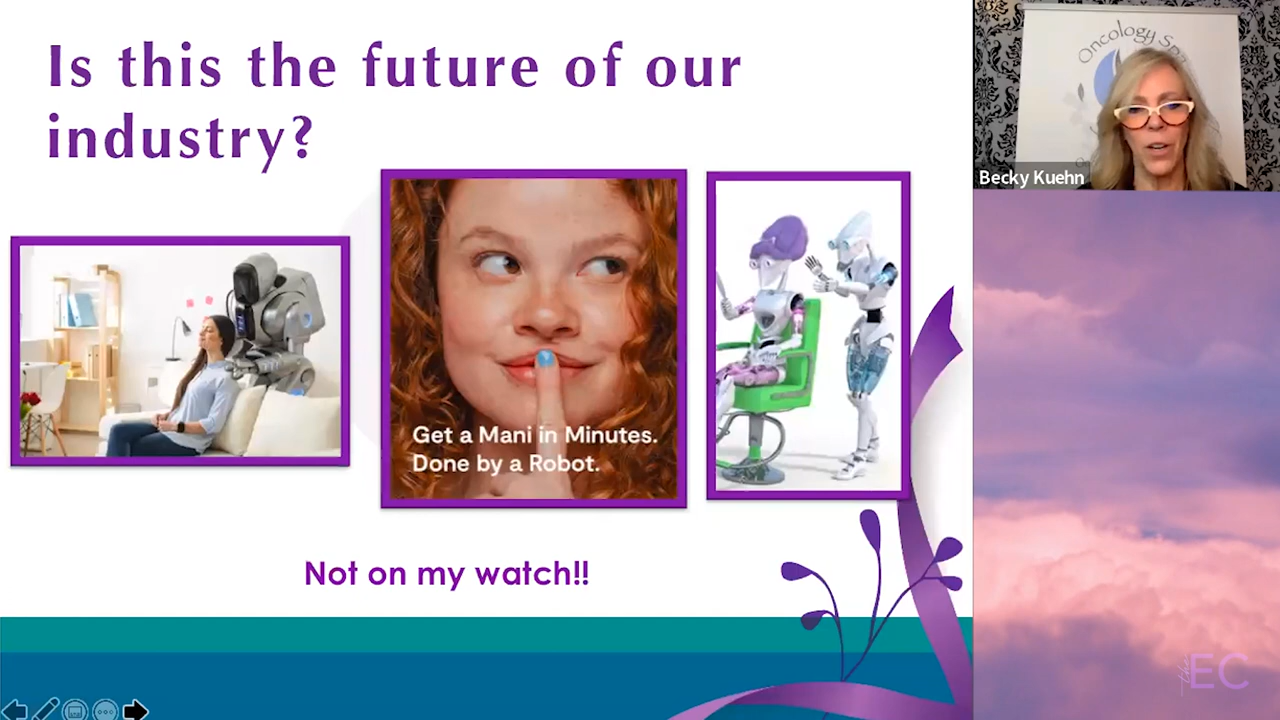 Is this the future of our
industry?
Get a Mani in Minutes.
Done by a Robot.
Not on my watch!!
Oncology
Becky Kuehn
the EC